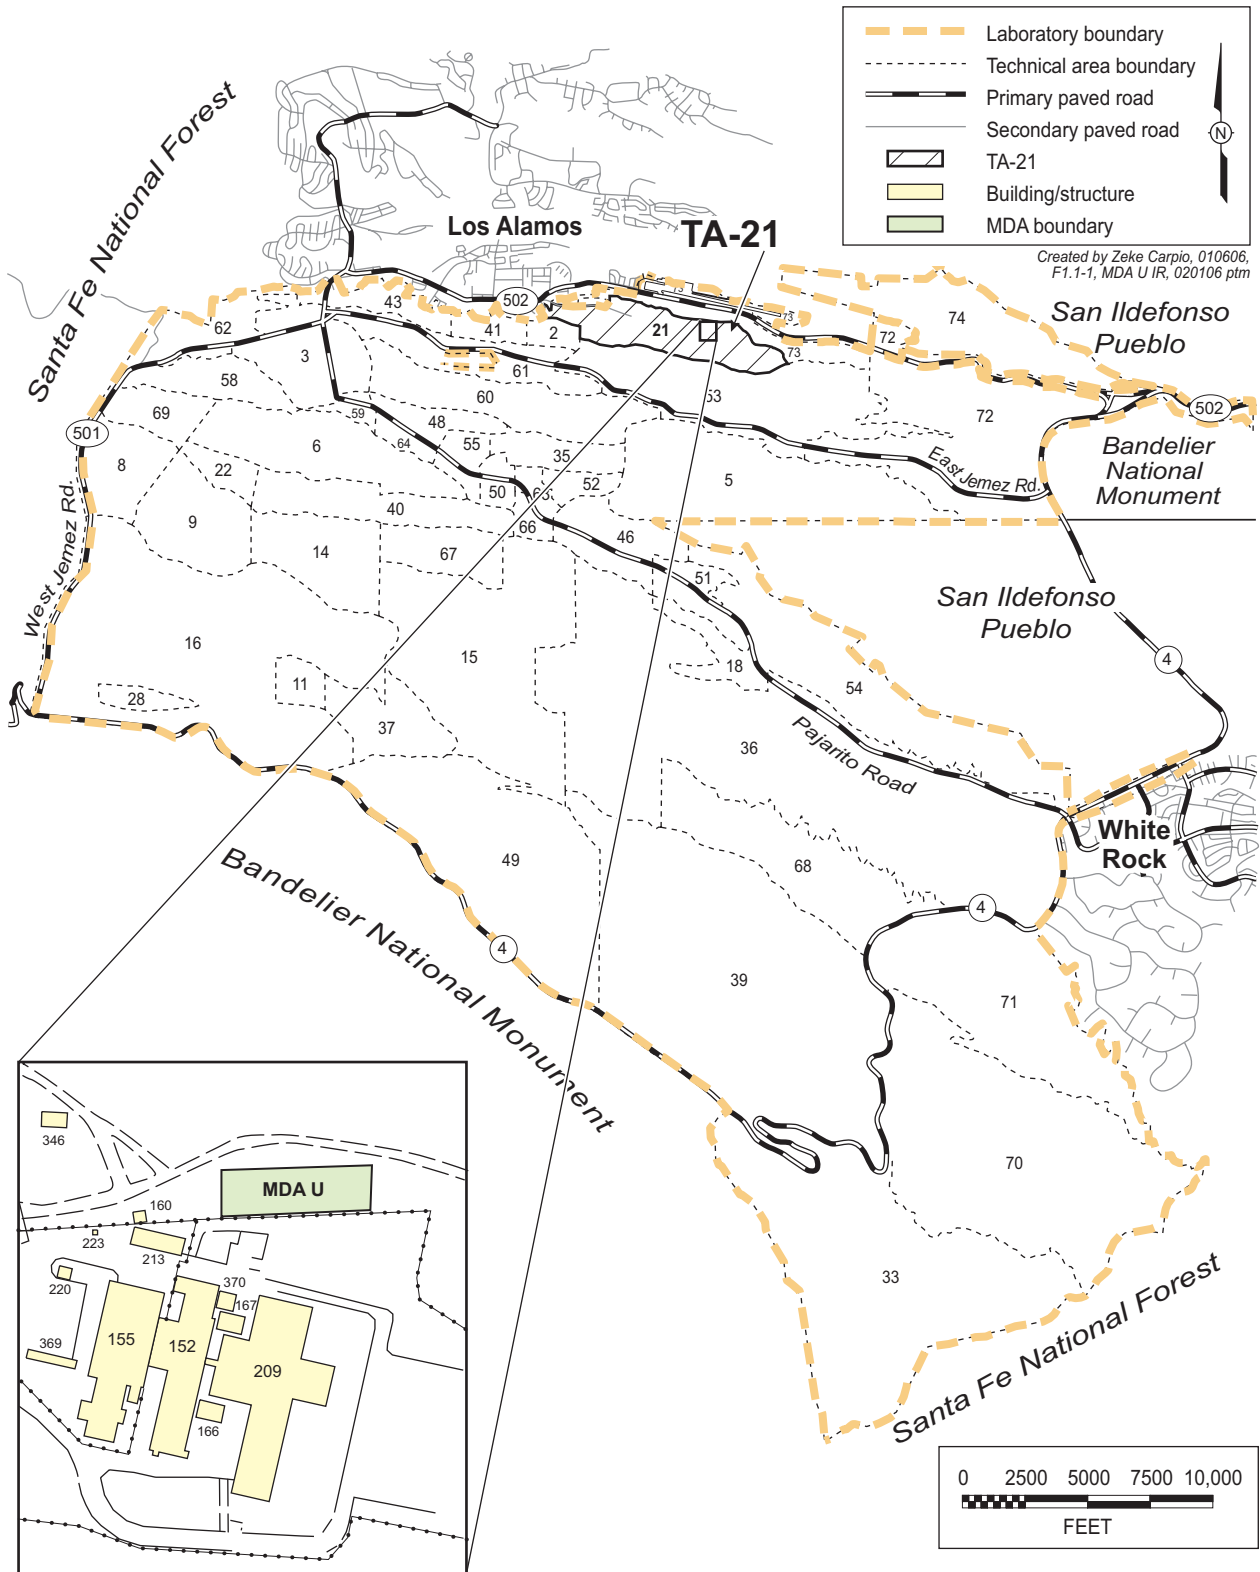 Laboratory boundary
Technical area boundary
Primary paved road
Secondary paved road
TA-21
Building/structure
MDA boundary
N
Created by Zeke Carpio, 010606,
F1.1-1, MDA U IR, 020106 ptm
Santa Fe National Forest
Los Alamos
TA-21
San Ildefonso
Pueblo
502
73
43
62
41
2
21
73
72
74
3
61
73
58
60
53
72
502
69
59
48
501
8
6
64
55
35
22
50
52
5
East Jemez Rd.
Bandelier
National
Monument
9
40
66
46
14
67
51
West Jemez Rd.
San Ildefonso
Pueblo
16
15
18
4
11
54
28
37
36
Pajarito Road
White
Rock
49
68
Bandelier National Monument
4
4
39
71
70
33
Santa Fe National Forest
346
MDA U
160
223
213
220
370
167
369
155
152
209
166
0 2500 5000 7500 10,000
FEET